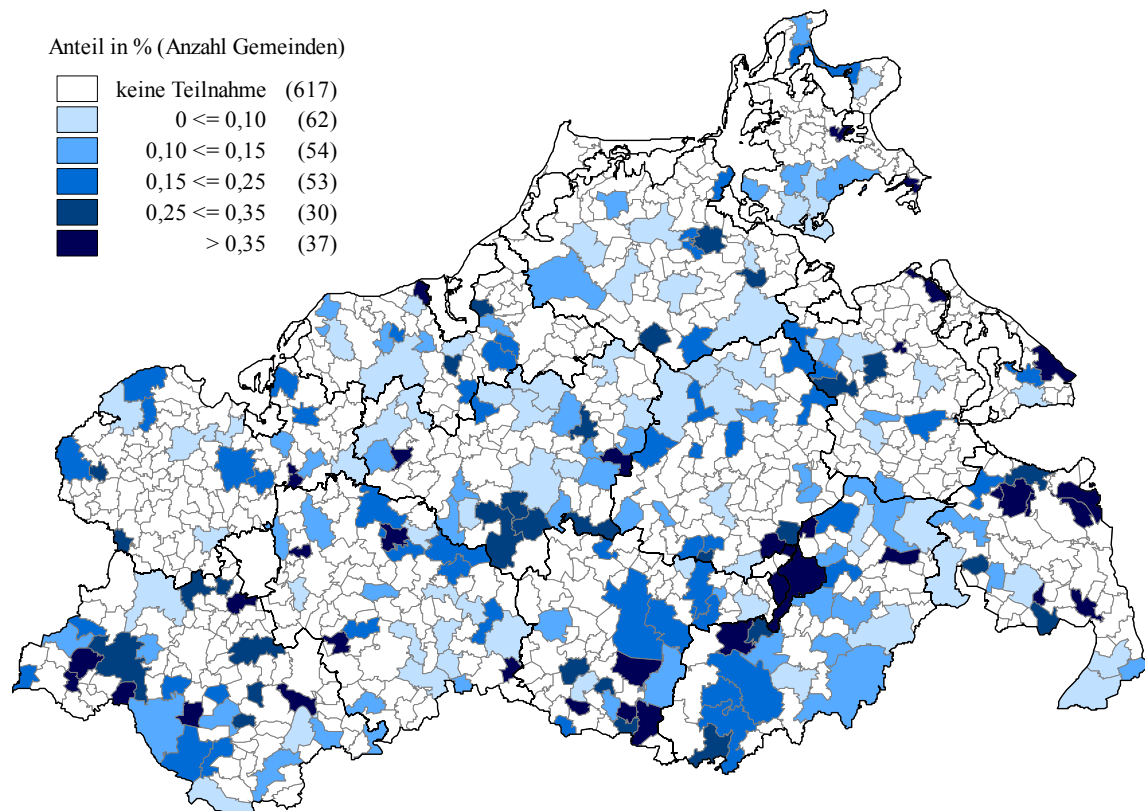 Anteil in % (Anzahl Gemeinden)
keine Teilnahme (617)
0 <= 0,10 (62)
0,10 <= 0,15 (54)
0,15 <= 0,25 (53)
0,25 <= 0,35 (30)
> 0,35 (37)